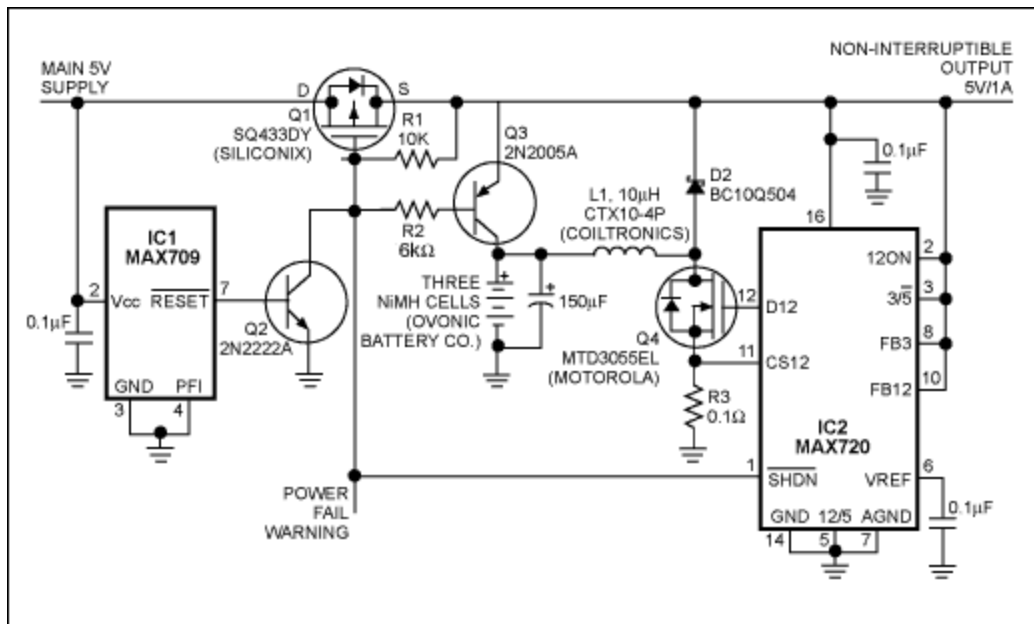 MAIN 5V
SUPPLY
D
S
Q1
SQ433DY
(SILICONIX)
R1
10K
Q3
2N2005A
NON-INTERRUPTIBLE
OUTPUT
5V/1A
0.1µF
D2
BC10Q504
L1, 10µH
CTX10-4P
(COILTRONICS)
R2
6kΩ
IC1
MAX709
2
Vcc
RESET
7
0.1µF
GND
PFI
3
4
Q2
2N2222A
THREE
NiMH CELLS
(OVONIC
BATTERY CO.)
+
+
150µF
Q4
MTD3055EL
(MOTOROLA)
R3
0.1Ω
16
12
D12
11
CS12
12ON
2
3/5
3
FB3
8
FB12
10
IC2
MAX720
1
SHDN
VREF
6
0.1µF
GND
12/5
AGND
14
5
7
POWER
FAIL
WARNING